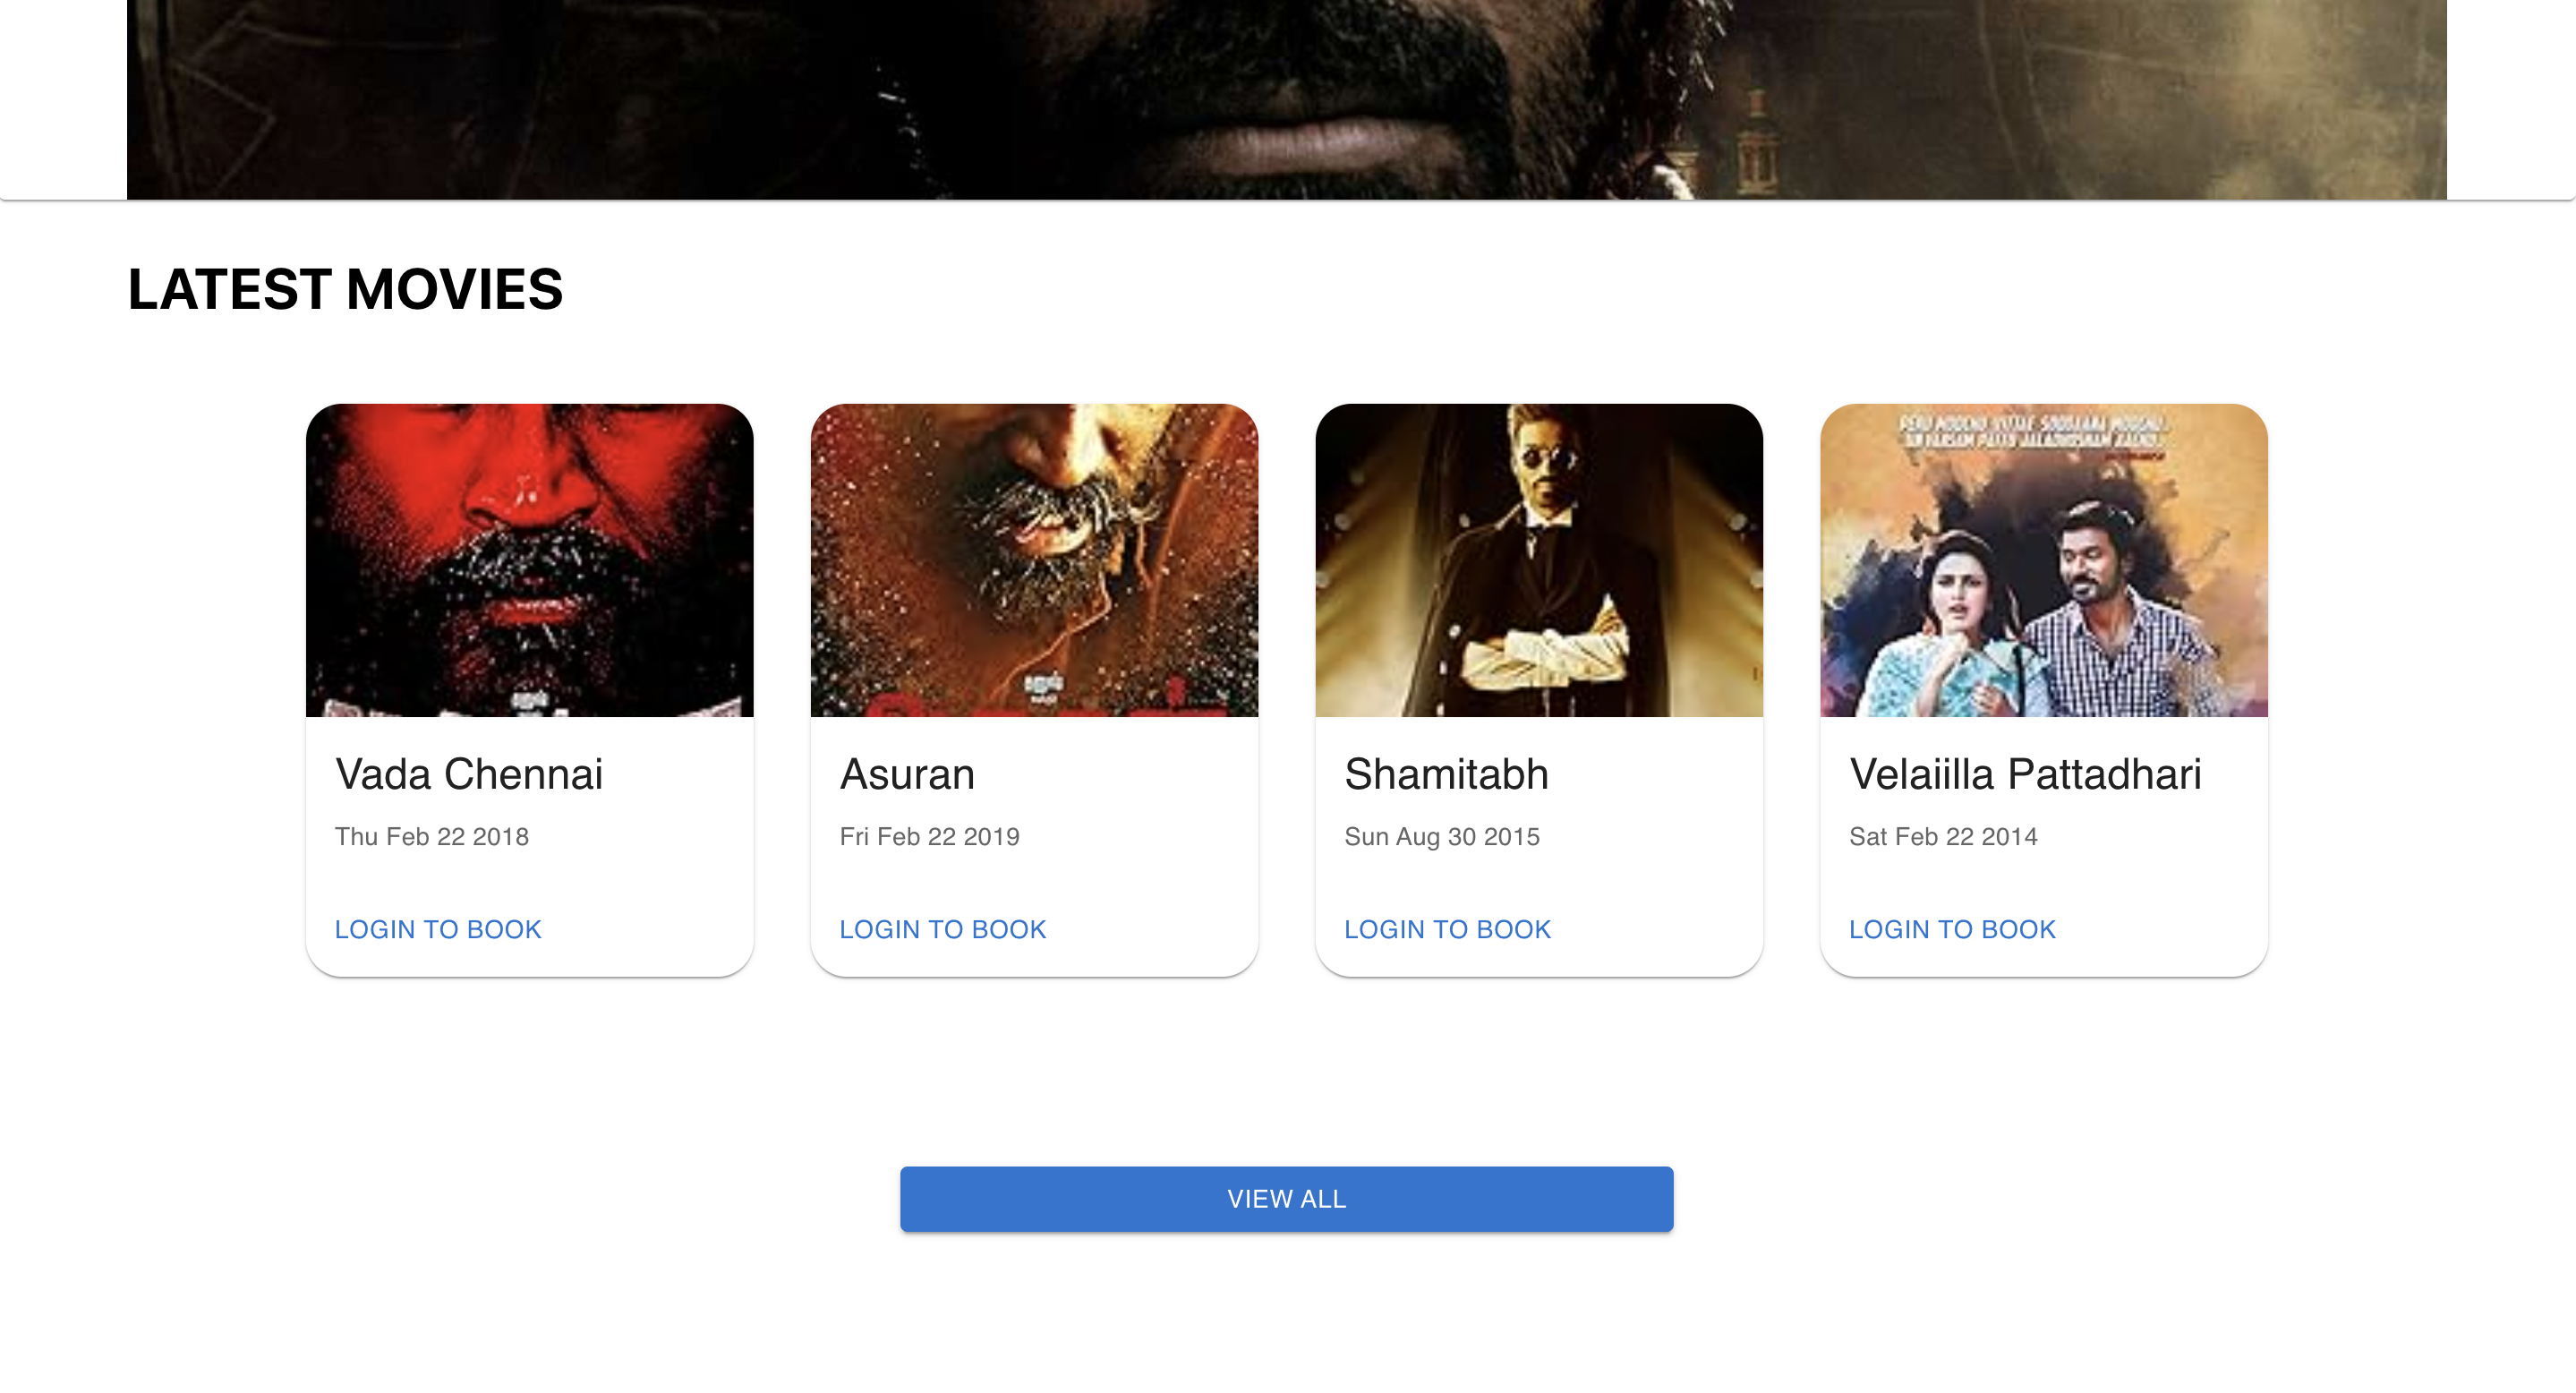 LATEST MOVIES
Vada Chennai
Thu Feb 22 2018
LOGIN TO BOOK
Asuran
Fri Feb 22 2019
LOGIN TO BOOK
Shamitabh
Sun Aug 30 2015
LOGIN TO BOOK
Velaiilla Pattadhari
Sat Feb 22 2014
LOGIN TO BOOK
VIEW ALL